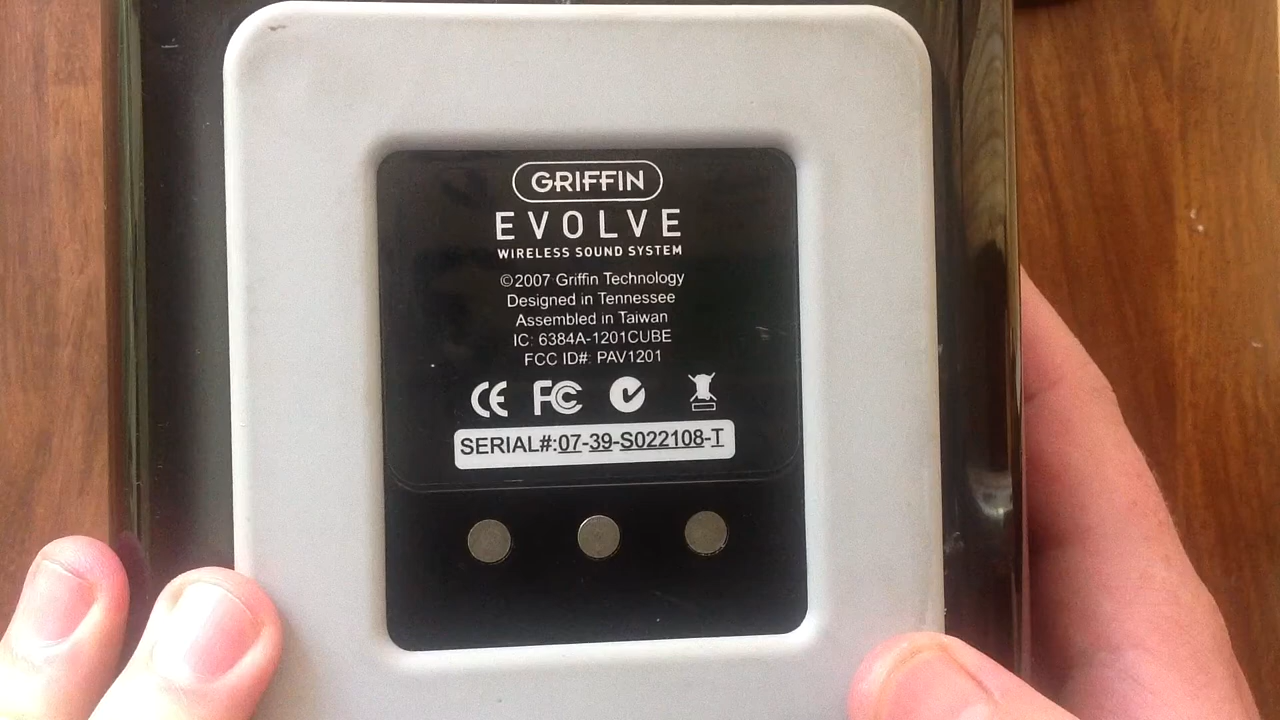 GRIFFIN
EVOLVE
WIRELESS SOUND SYSTEM
©2007 Griffin Technology
Designed in Tennessee
Assembled in Taiwan
IC: 6384A-1201CUBE
FCC ID#: PAV1201
CE FC
SERIAL#:07-39-S022108-T